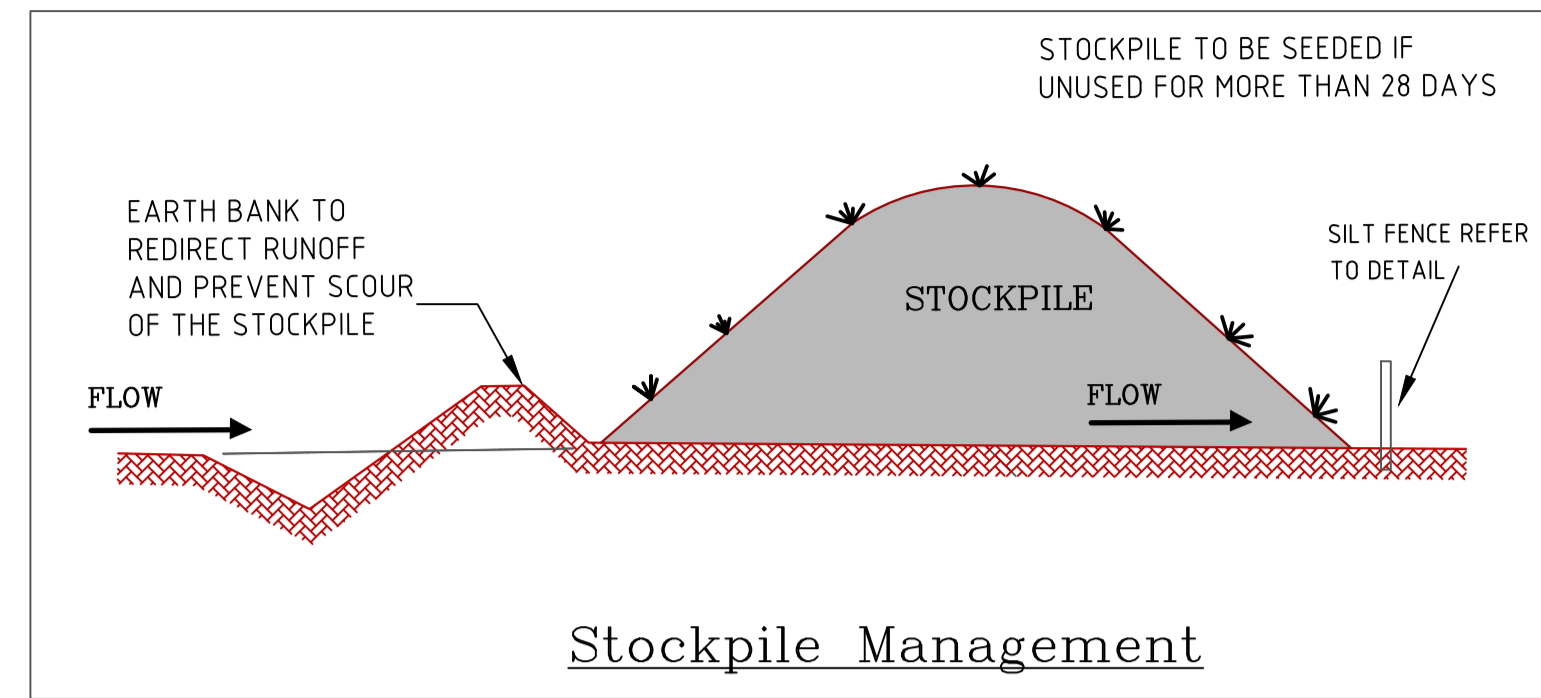 STOCKPILE TO BE SEEDED IF
UNUSED FOR MORE THAN 28 DAYS
EARTH BANK TO
REDIRECT RUNOFF
AND PREVENT SCOUR
OF THE STOCKPILE
SILT FENCE REFER
TO DETAIL
STOCKPILE
FLOW
FLOW
Stockpile Management